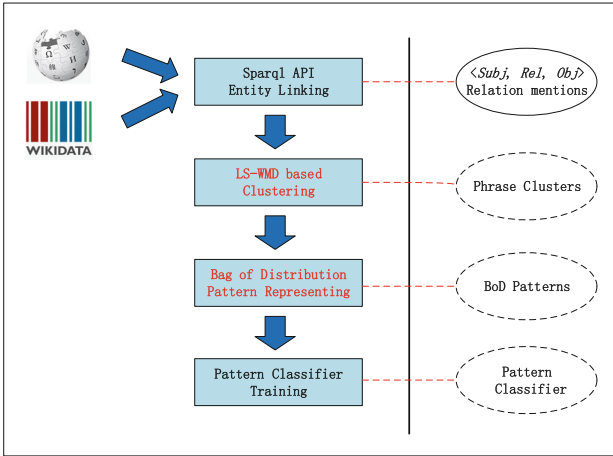 WIKIDATA
Sparql API
Entity Linking
<Subj, Rel, Obj>
Relation mentions
LS-WMD based
Clustering
Phrase Clusters
Bag of Distribution
Pattern Representing
BoD Patterns
Pattern Classifier
Training
Pattern
Classifier